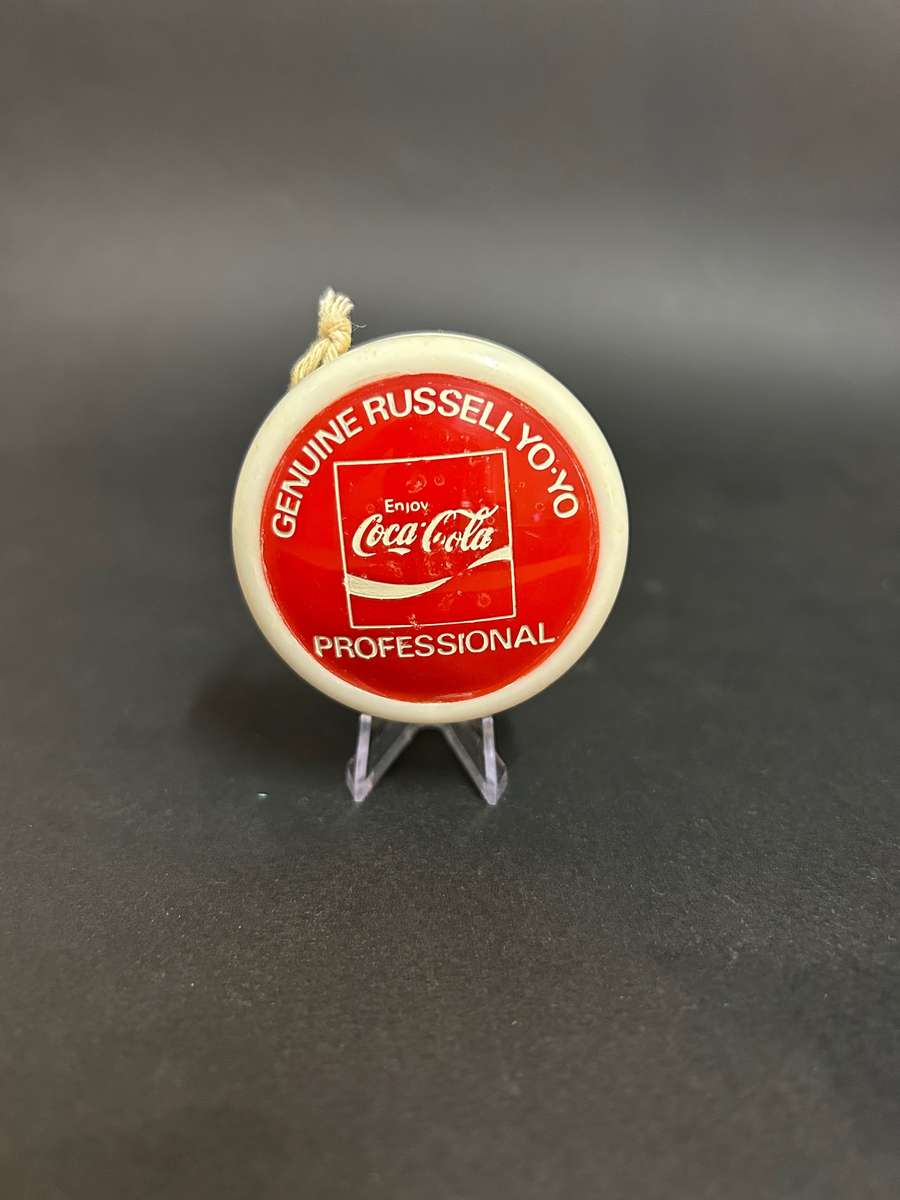 GENUINE RUSSELL YO·YO
Enjoy
Coca-Cola
PROFESSIONAL